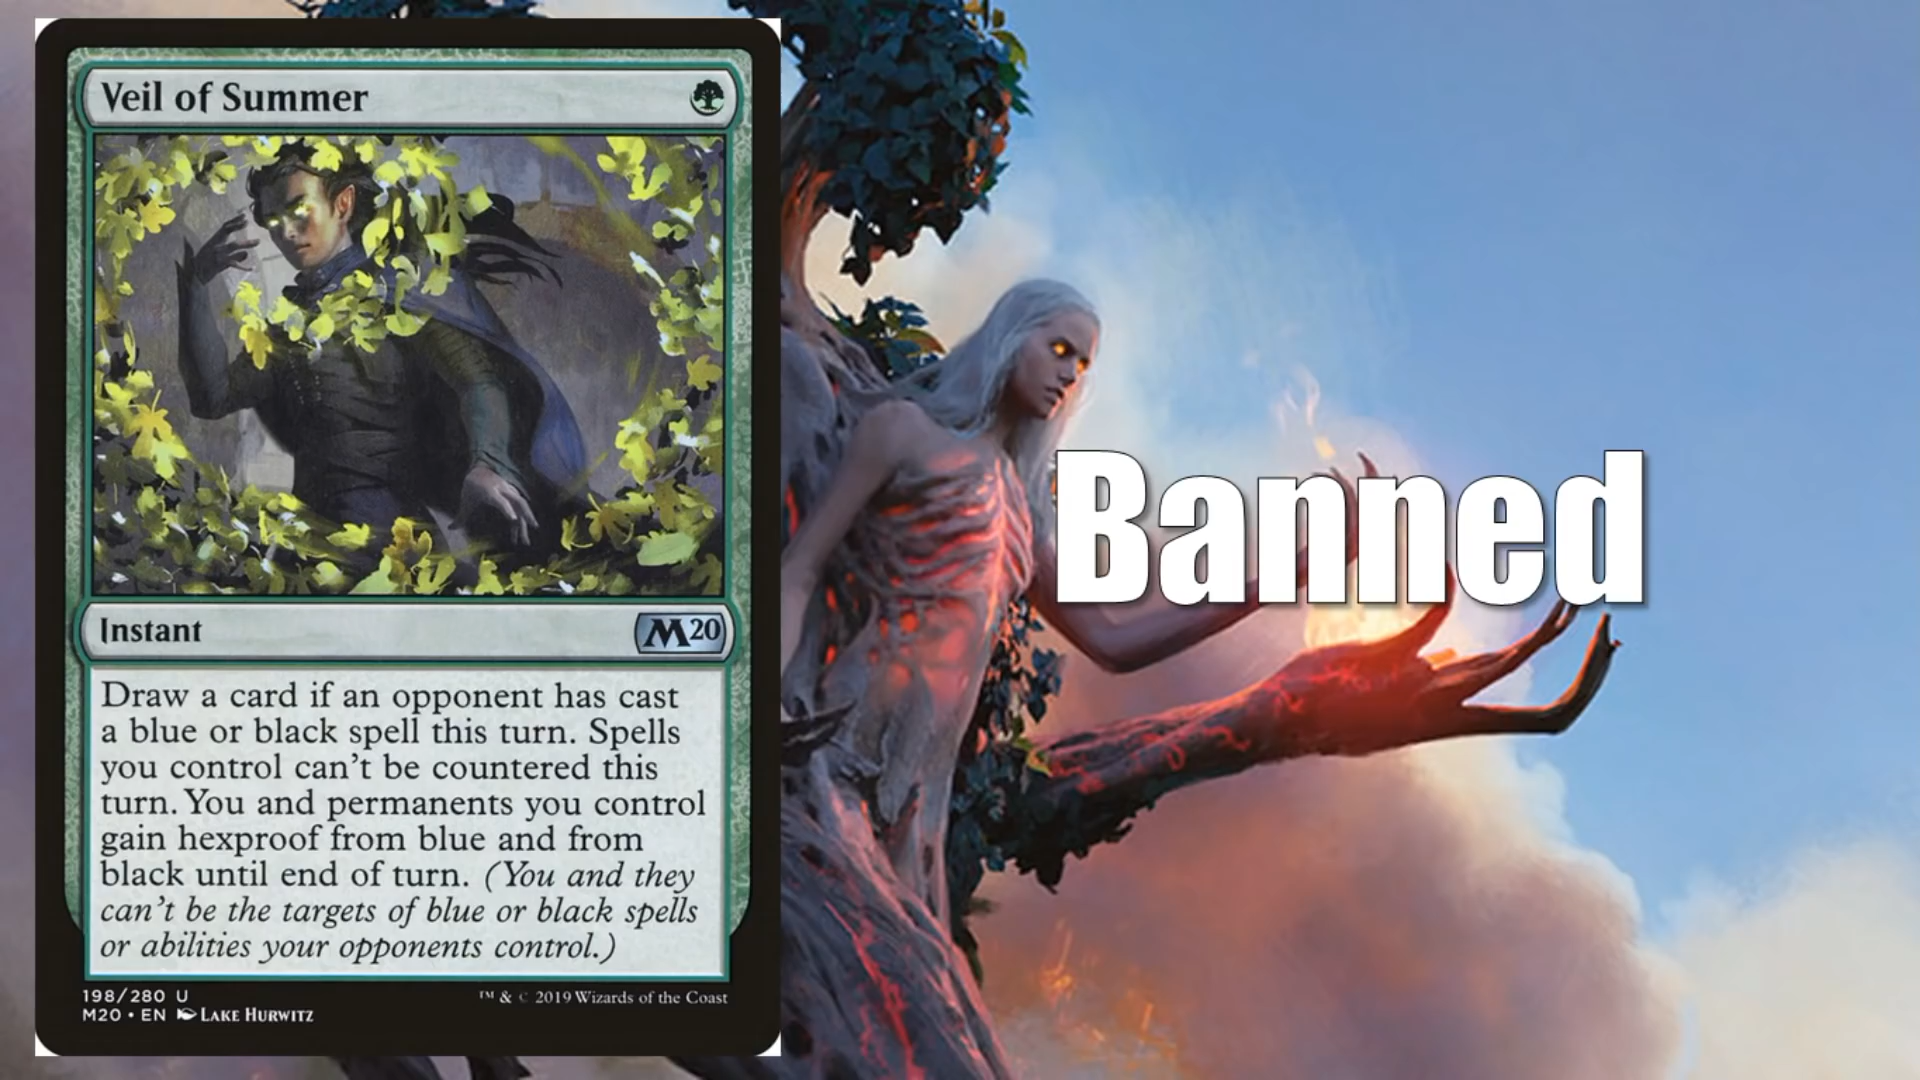 Veil of Summer
Banned
Instant
M20
Draw a card if an opponent has cast
a blue or black spell this turn. Spells
you control can't be countered this
turn. You and permanents you control
gain hexproof from blue and from
black until end of turn. (You and they
can't be the targets of blue or black spells
or abilities your opponents control.)
198/280 U
M20 • EN LAKE HURWITZ
™ & © 2019 Wizards of the Coast